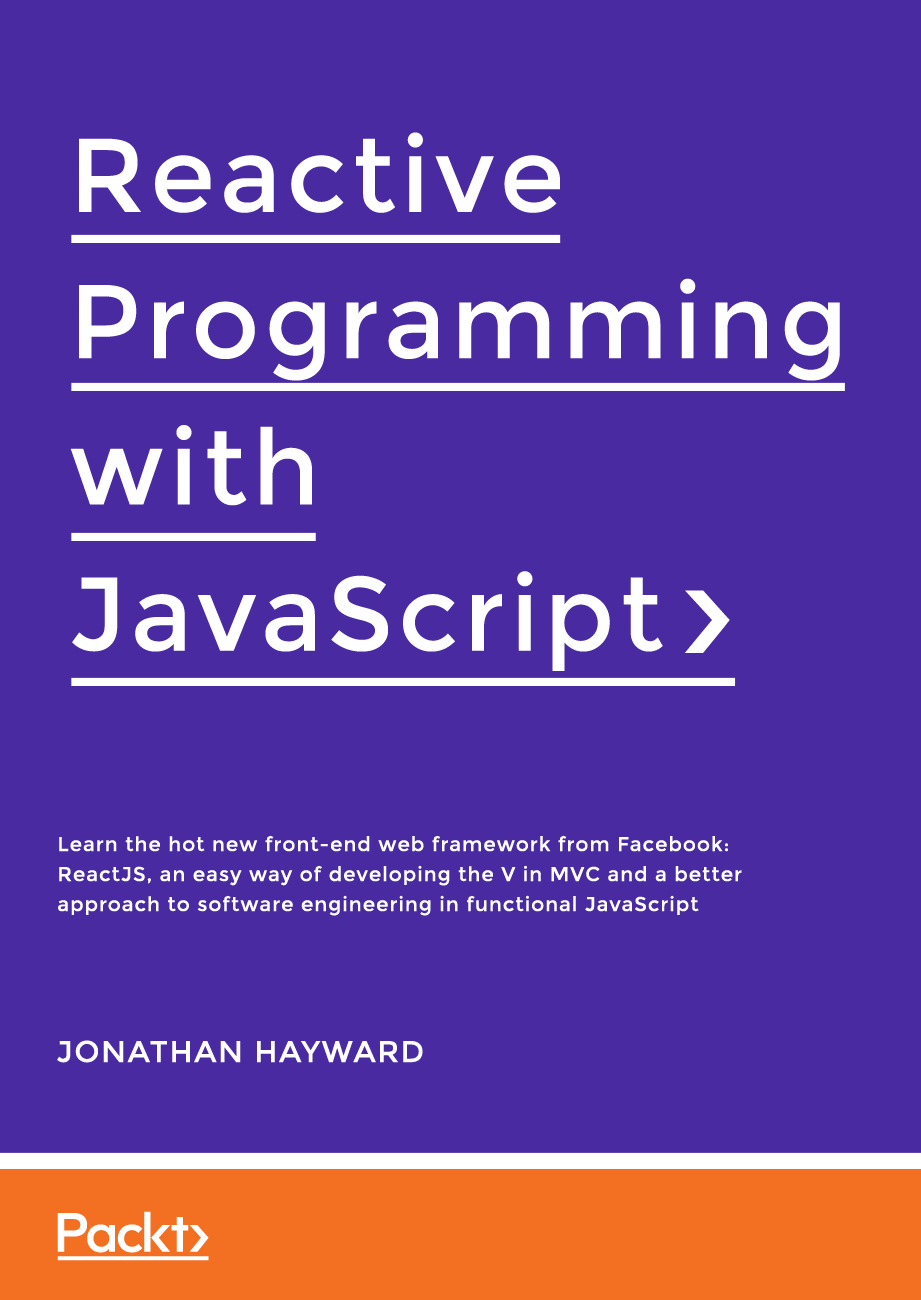 Reactive
Programming
with
JavaScript>
Learn the hot new front-end web framework from Facebook:
ReactJS, an easy way of developing the V in MVC and a better
approach to software engineering in functional JavaScript
JONATHAN HAYWARD
Packt>